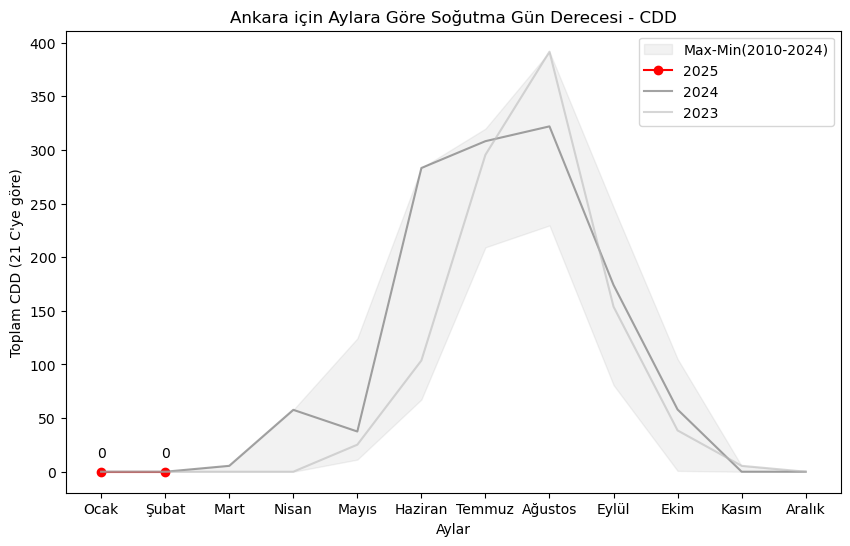 Ankara için Aylara Göre Soğutma Gün Derecesi - CDD
Toplam CDD (21 C'ye göre)
400
350
300
250
200
150
100
50
0
Max-Min(2010-2024)
2025
2024
2023
0 0
Ocak Şubat Mart Nisan Mayıs Haziran Temmuz Ağustos Eylül Ekim Kasım Aralık
Aylar